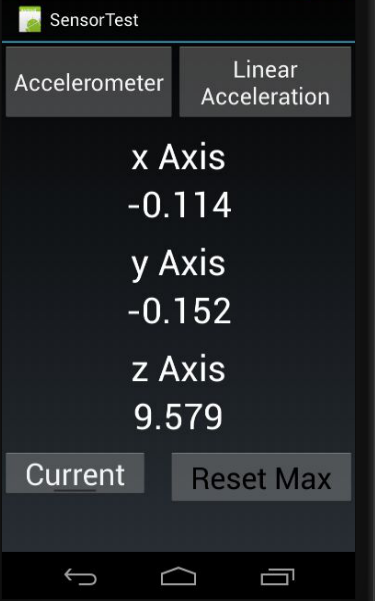 SensorTest
Accelerometer
Linear
Acceleration
x Axis
-0.114
y Axis
-0.152
z Axis
9.579
Current
Reset Max